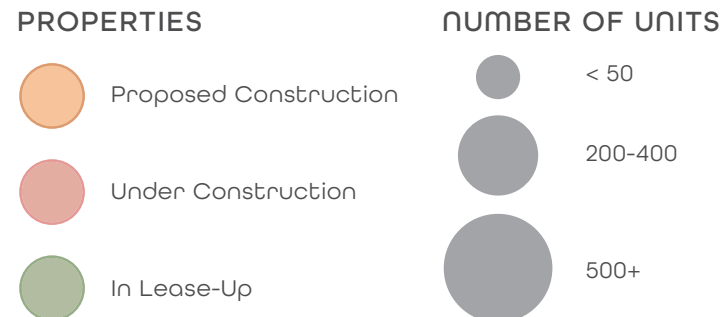 PROPERTIES
Proposed Construction
Under Construction
In Lease-Up
NUMBER OF UNITS
< 50
200-400
500+